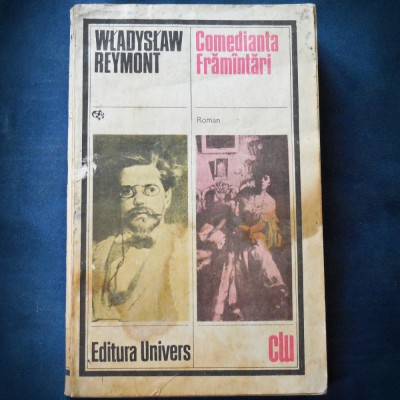 WŁADYSŁAW
REYMONT
Comedianta
Frămîntări
Roman
Editura Univers
clu